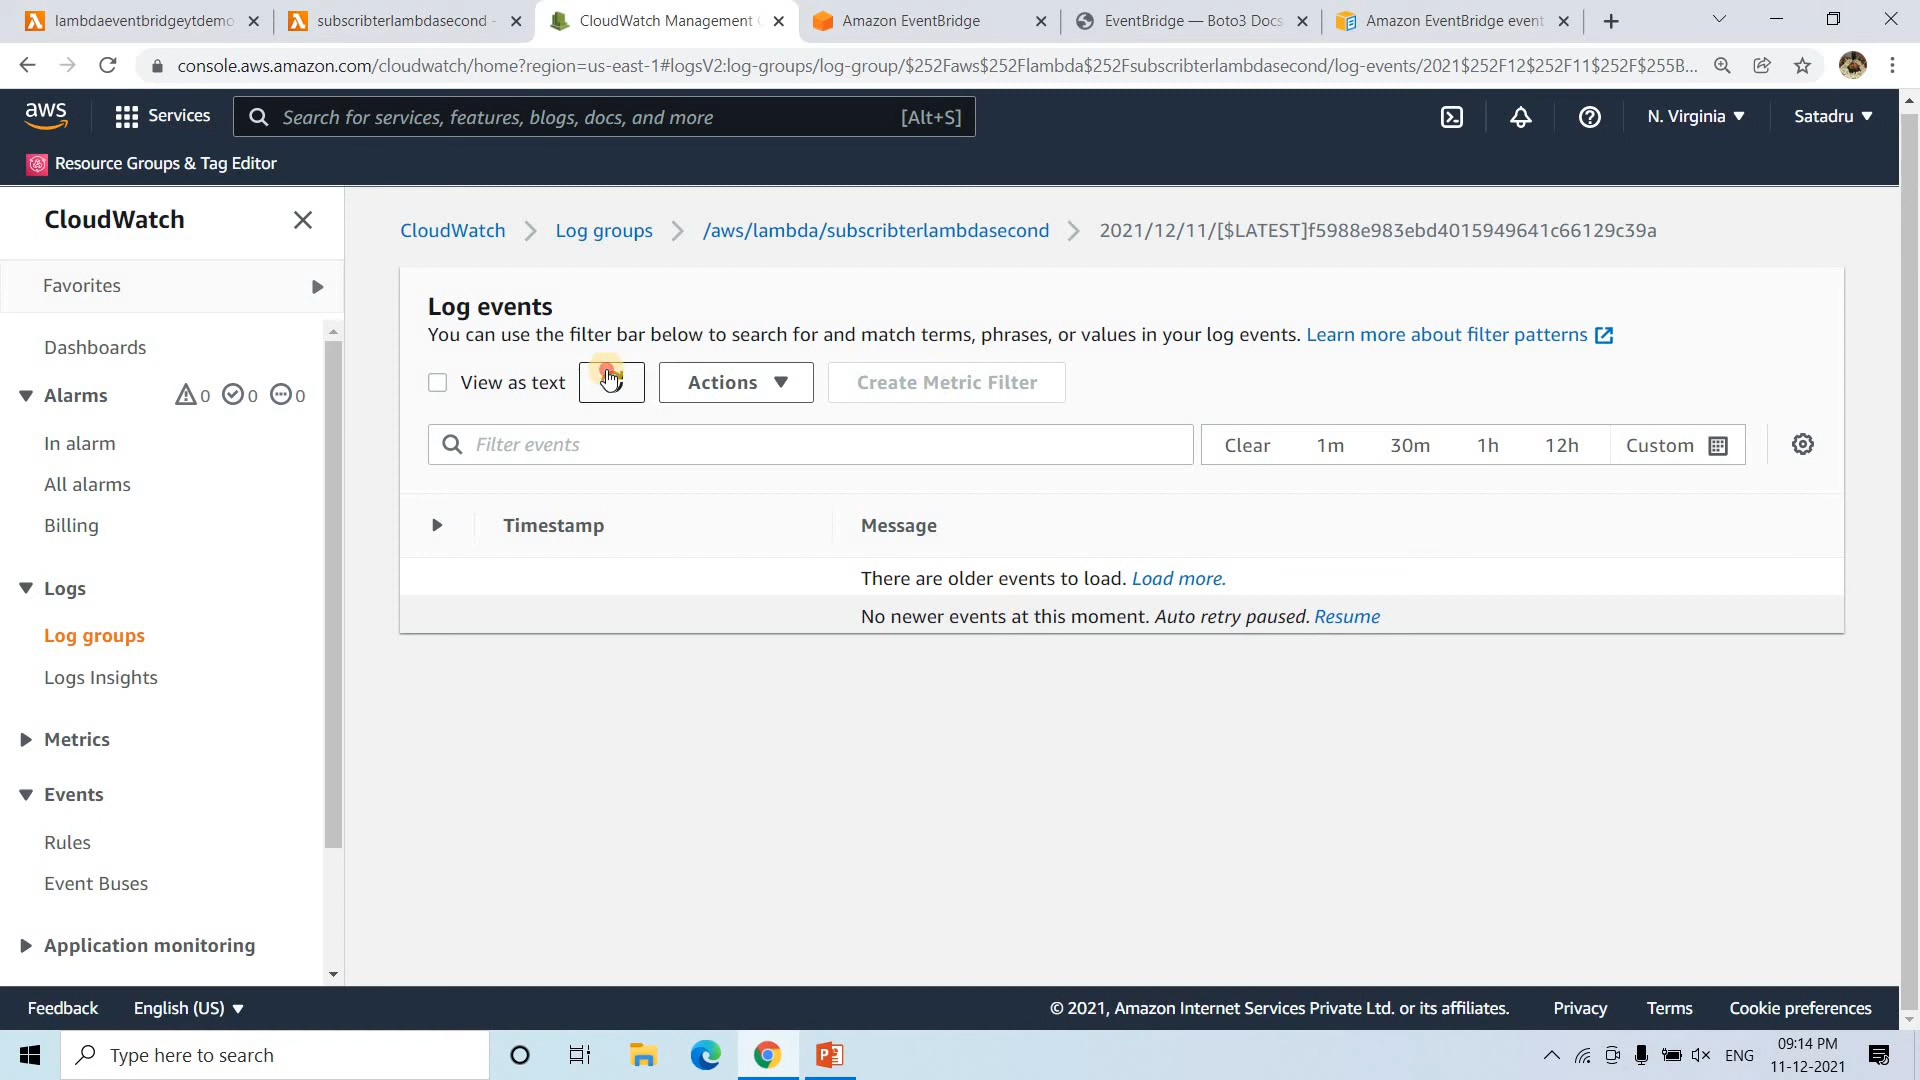 lambdaeventbridgeytdemo
subscribterlambdasecond -
CloudWatch Management C
Amazon EventBridge
EventBridge — Boto3 Docs
Amazon EventBridge event
console.aws.amazon.com/cloudwatch/home?region=us-east-1#logsV2:log-groups/log-group/$252Faws$252Flambda$252Fsubscribterlambdasecond/log-events/2021$252F12$252F11$252F$255B...
aws
Services
Search for services, features, blogs, docs, and more
[Alt+S]
N. Virginia
Satadru
Resource Groups & Tag Editor
CloudWatch
Favorites
Dashboards
Alarms
0
0
0
In alarm
All alarms
Billing
Logs
Log groups
Logs Insights
Metrics
Events
Rules
Event Buses
Application monitoring
CloudWatch
Log groups
/aws/lambda/subscribterlambdasecond
2021/12/11/[$LATEST]f5988e983ebd4015949641c66129c39a
Log events
You can use the filter bar below to search for and match terms, phrases, or values in your log events. Learn more about filter patterns
View as text
Actions
Create Metric Filter
Filter events
Clear
1m
30m
1h
12h
Custom
Timestamp
Message
There are older events to load. Load more.
No newer events at this moment. Auto retry paused. Resume
Feedback
English (US)
© 2021, Amazon Internet Services Private Ltd. or its affiliates.
Privacy
Terms
Cookie preferences
Type here to search
ENG
09:14 PM
11-12-2021